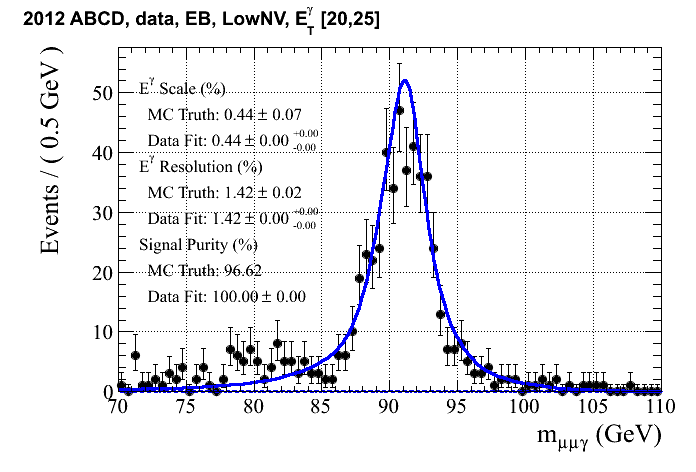 2012 ABCD, data, EB, LowNV, E_T^γ [20,25]
Events / ( 0.5 GeV )
E^γ Scale (%)
MC Truth: 0.44 ± 0.07
Data Fit: 0.44 ± 0.00 +0.00 -0.00
E^γ Resolution (%)
MC Truth: 1.42 ± 0.02
Data Fit: 1.42 ± 0.00 +0.00 -0.00
Signal Purity (%)
MC Truth: 96.62
Data Fit: 100.00 ± 0.00
50
40
30
20
10
0
70 75 80 85 90 95 100 105 110
m_μμγ (GeV)